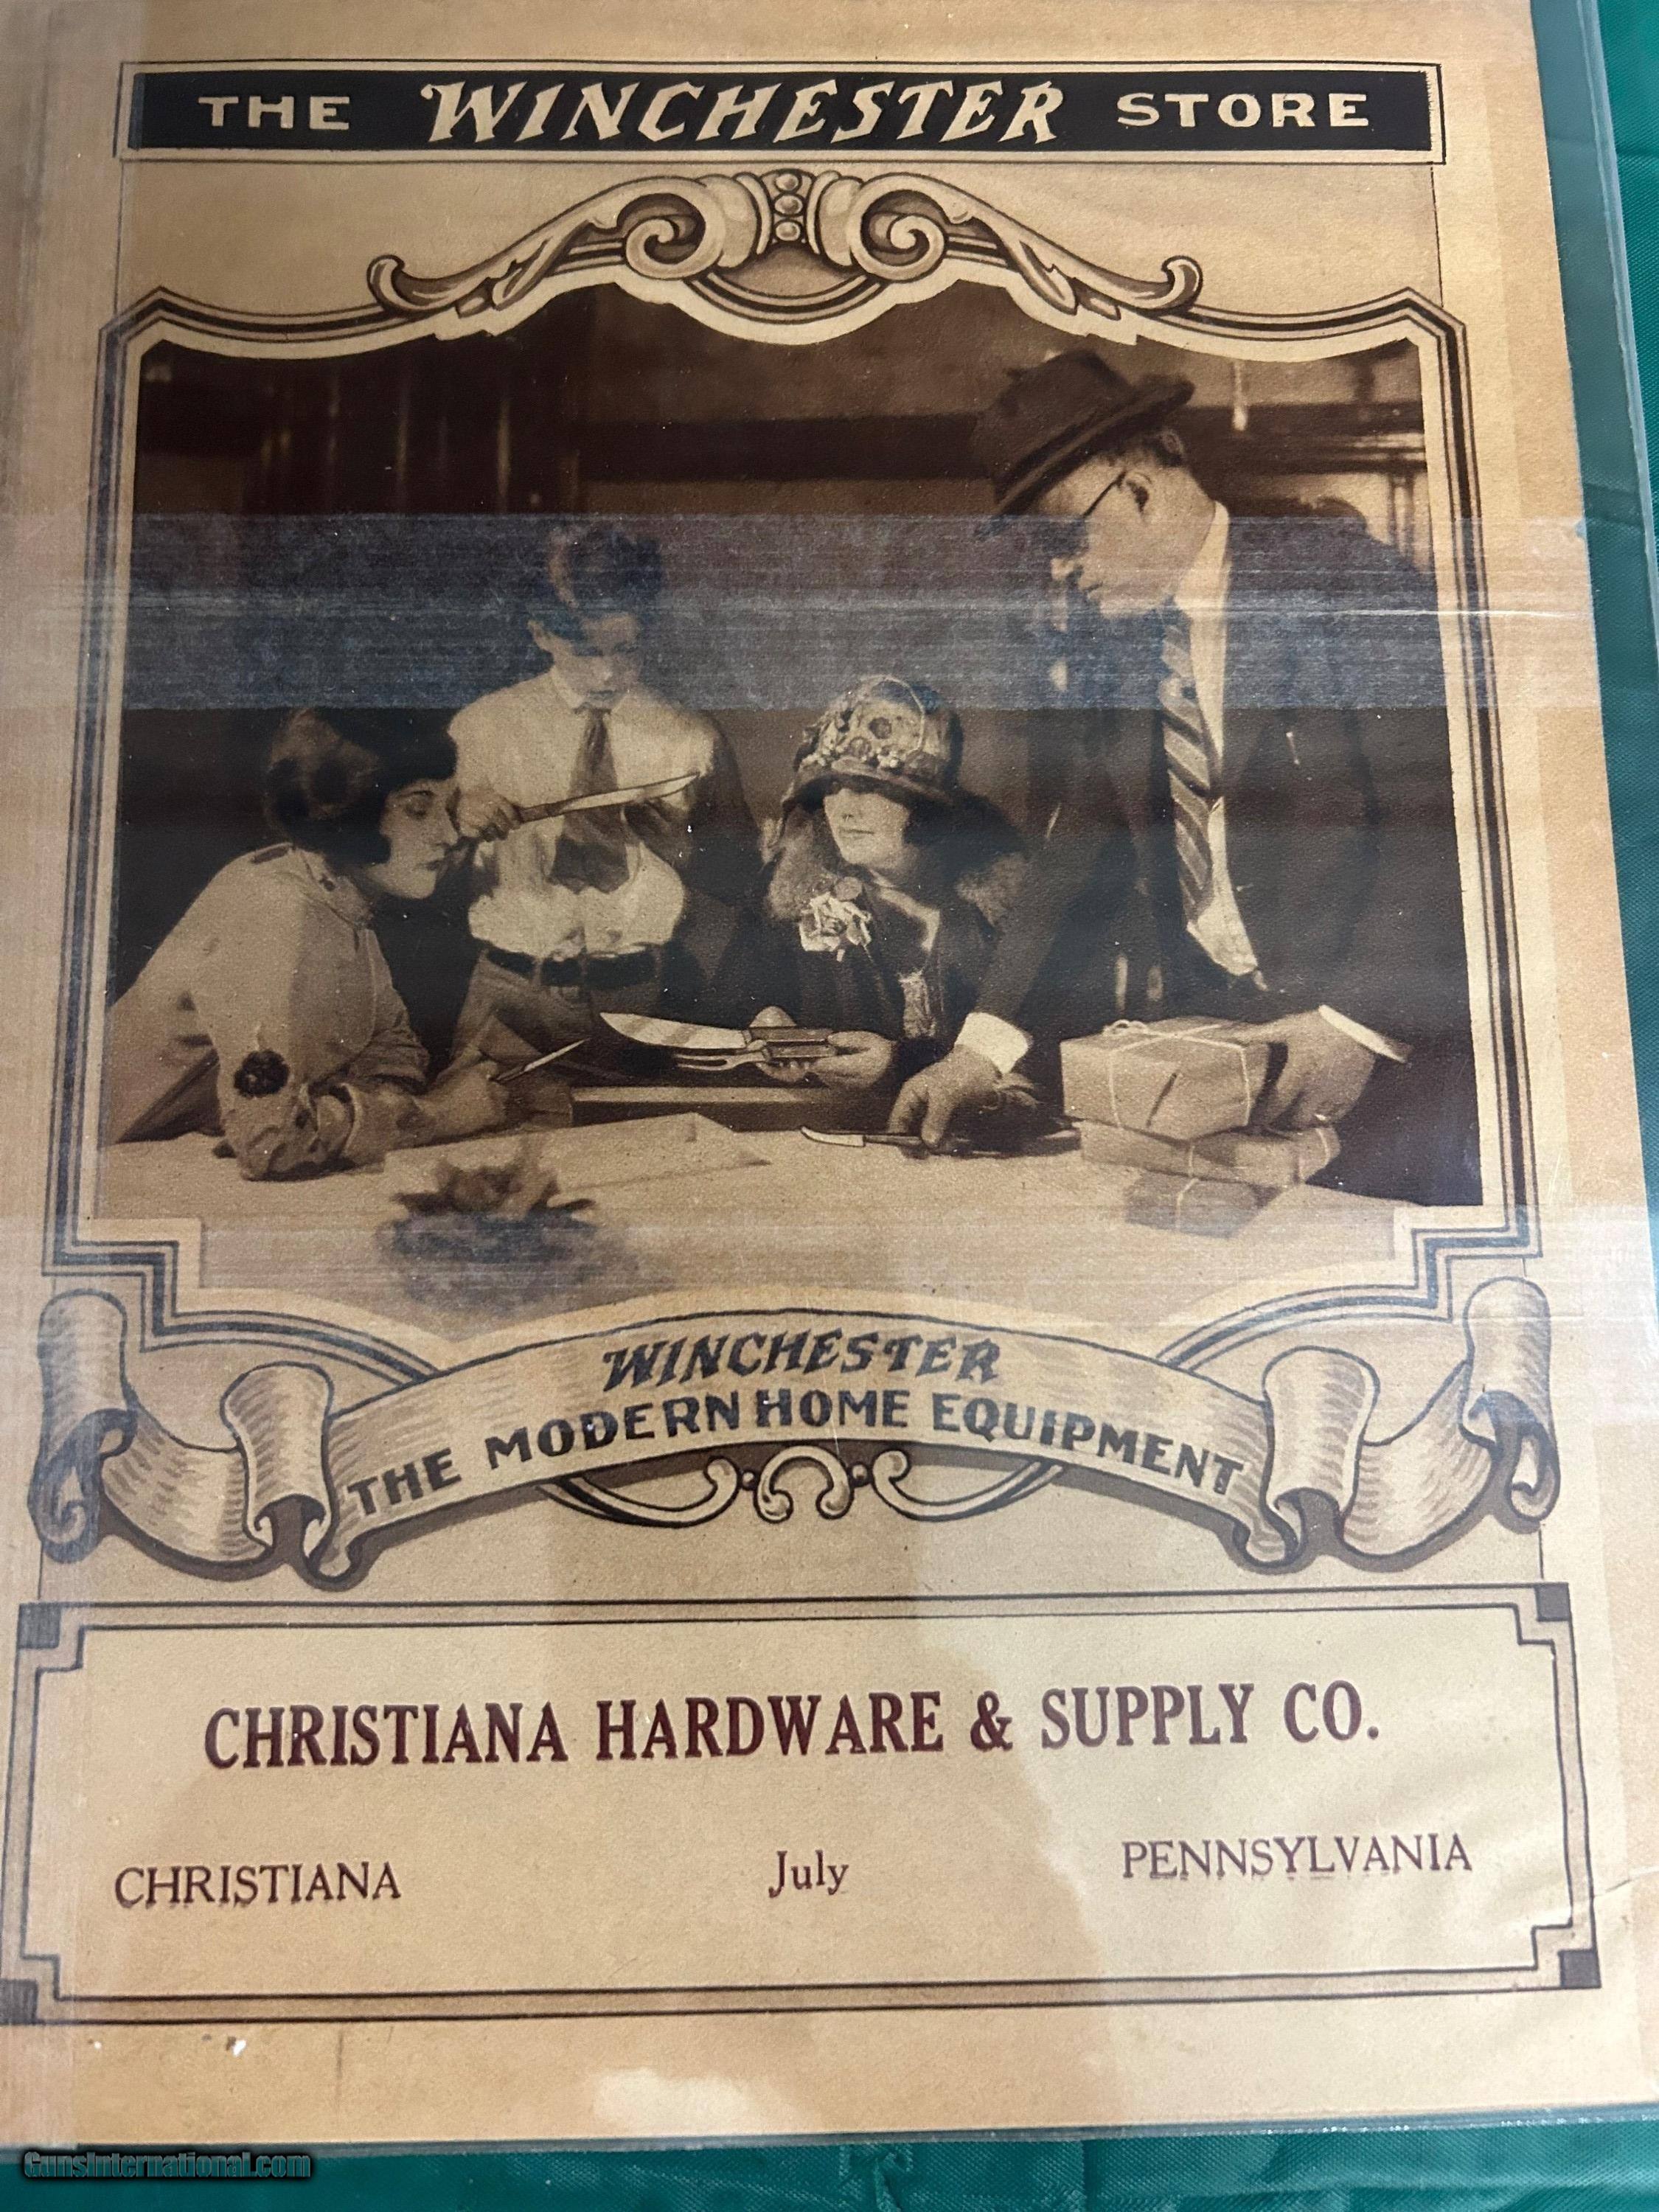 THE WINCHESTER STORE
WINCHESTER
THE MODERN HOME EQUIPMENT
CHRISTIANA HARDWARE & SUPPLY CO.
CHRISTIANA July PENNSYLVANIA
GunsInternational.com